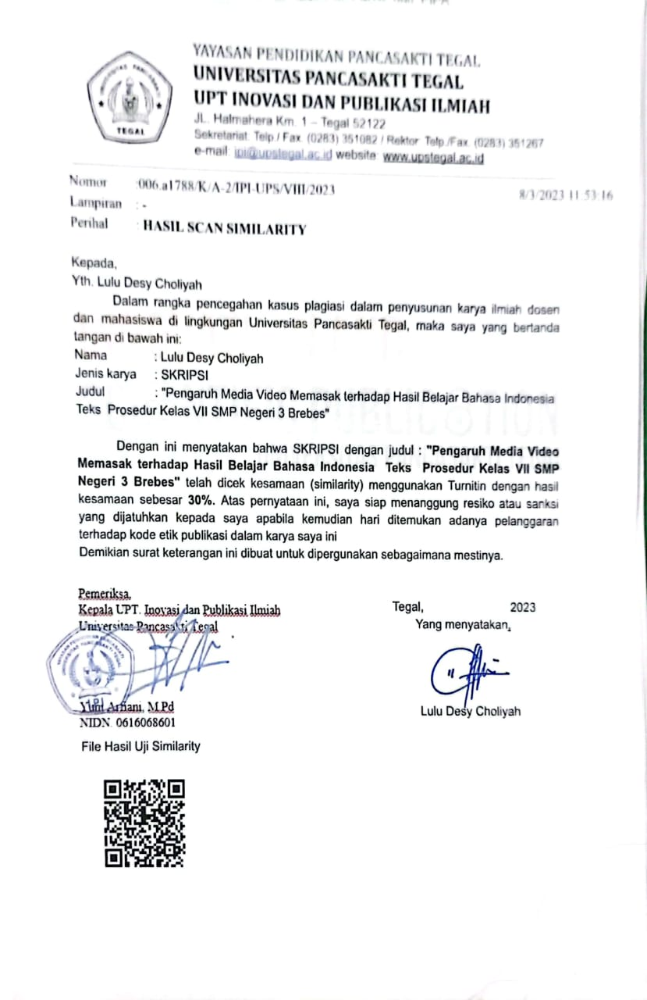 YAYASAN PENDIDIKAN PANCASAKTI TEGAL
UNIVERSITAS PANCASAKTI TEGAL
UPT INOVASI DAN PUBLIKASI ILMIAH
JL. Halmahera Km. 1 – Tegal 52122
Sekretariat. Telp / Fax. (0283) 351082 / Rektor Telp./Fax. (0283) 351267
e-mail: ipi@upstegal.ac.id website: www.upstegal.ac.id
TEGAL
Nomor :006.a1788/K/A-2/IPI-UPS/VIII/2023
8/3/2023 11:53:16
Lampiran : -
Perihal : HASIL SCAN SIMILARITY
Kepada,
Yth. Lulu Desy Choliyah
Dalam rangka pencegahan kasus plagiasi dalam penyusunan karya ilmiah dosen
dan mahasiswa di lingkungan Universitas Pancasakti Tegal, maka saya yang bertanda
tangan di bawah ini:
Nama : Lulu Desy Choliyah
Jenis karya : SKRIPSI
Judul : "Pengaruh Media Video Memasak terhadap Hasil Belajar Bahasa Indonesia
Teks Prosedur Kelas VII SMP Negeri 3 Brebes"
Dengan ini menyatakan bahwa SKRIPSI dengan judul : "Pengaruh Media Video
Memasak terhadap Hasil Belajar Bahasa Indonesia Teks Prosedur Kelas VII SMP
Negeri 3 Brebes" telah dicek kesamaan (similarity) menggunakan Turnitin dengan hasil
kesamaan sebesar 30%. Atas pernyataan ini, saya siap menanggung resiko atau sanksi
yang dijatuhkan kepada saya apabila kemudian hari ditemukan adanya pelanggaran
terhadap kode etik publikasi dalam karya saya ini
Demikian surat keterangan ini dibuat untuk dipergunakan sebagaimana mestinya.
Pemeriksa,
Kepala UPT. Inovasi dan Publikasi Ilmiah
Universitas Pancasakti Tegal
Tegal, 2023
Yang menyatakan,
Arfiani, M.Pd
NIDN. 0616068601
Lulu Desy Choliyah
File Hasil Uji Similarity